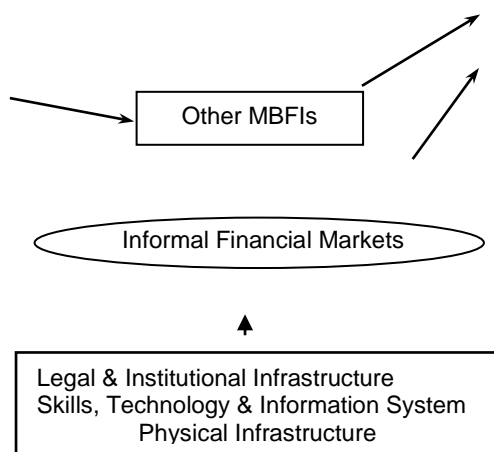 Other MBFIs
Informal Financial Markets
Legal & Institutional Infrastructure
Skills, Technology & Information System
Physical Infrastructure